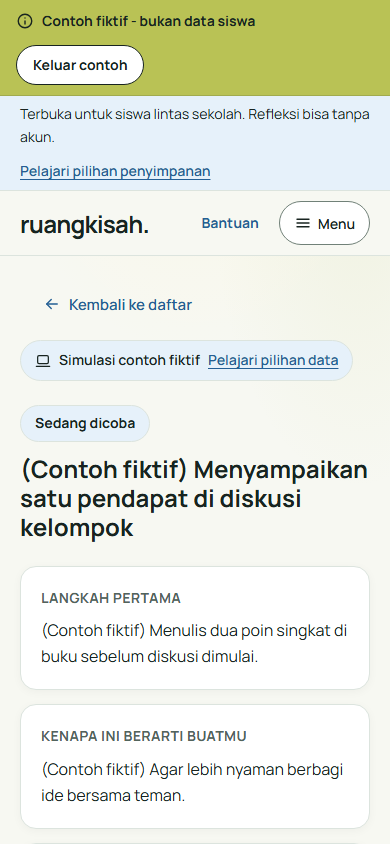 Contoh fiktif - bukan data siswa
Keluar contoh
Terbuka untuk siswa lintas sekolah. Refleksi bisa tanpa
akun.
Pelajari pilihan penyimpanan
ruangkisah.
Bantuan
Menu
Kembali ke daftar
Simulasi contoh fiktif Pelajari pilihan data
Sedang dicoba
(Contoh fiktif) Menyampaikan
satu pendapat di diskusi
kelompok
LANGKAH PERTAMA
(Contoh fiktif) Menulis dua poin singkat di
buku sebelum diskusi dimulai.
KENAPA INI BERARTI BUATMU
(Contoh fiktif) Agar lebih nyaman berbagi
ide bersama teman.